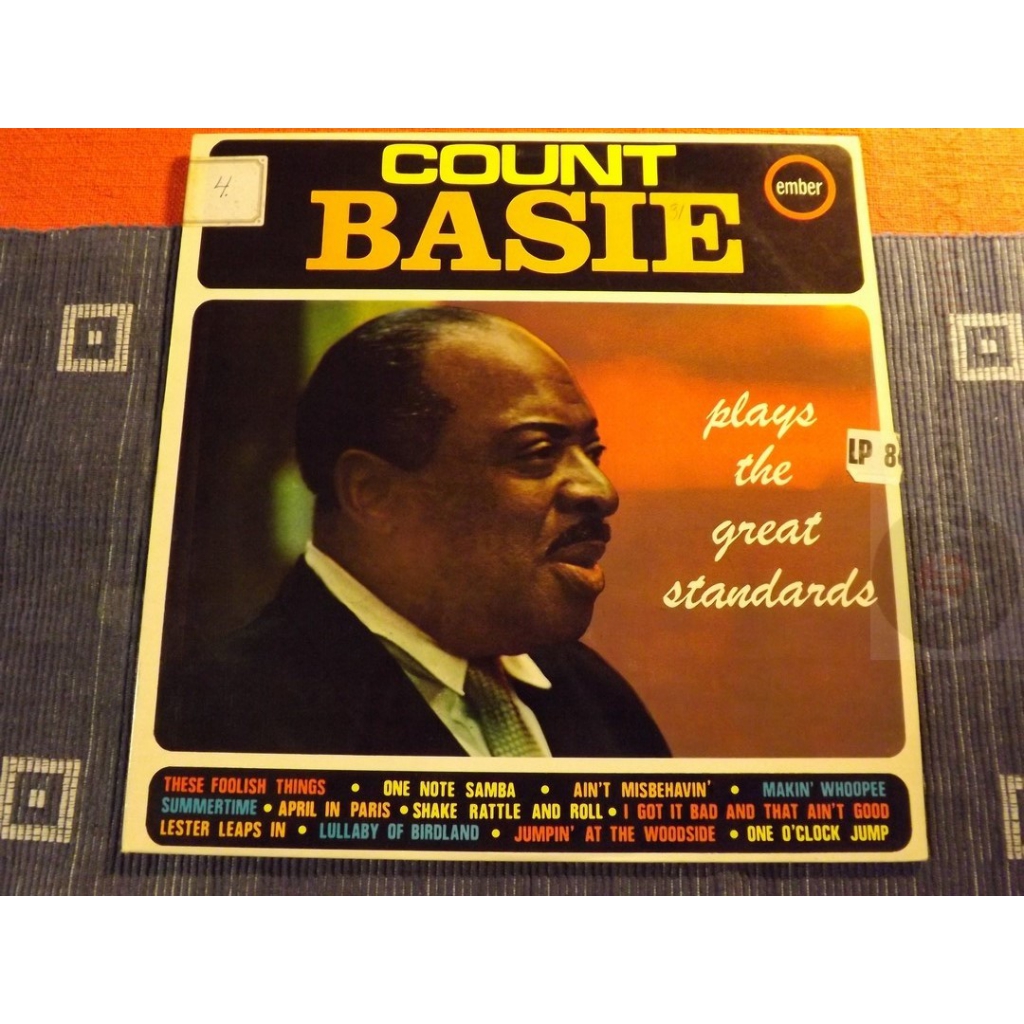 4.
COUNT
BASIE
31
ember
plays
the
great
standards
LP 8
THESE FOOLISH THINGS • ONE NOTE SAMBA • AIN'T MISBEHAVIN' • MAKIN' WHOOPEE
SUMMERTIME • APRIL IN PARIS • SHAKE RATTLE AND ROLL • I GOT IT BAD AND THAT AIN'T GOOD
LESTER LEAPS IN • LULLABY OF BIRDLAND • JUMPIN' AT THE WOODSIDE • ONE O'CLOCK JUMP